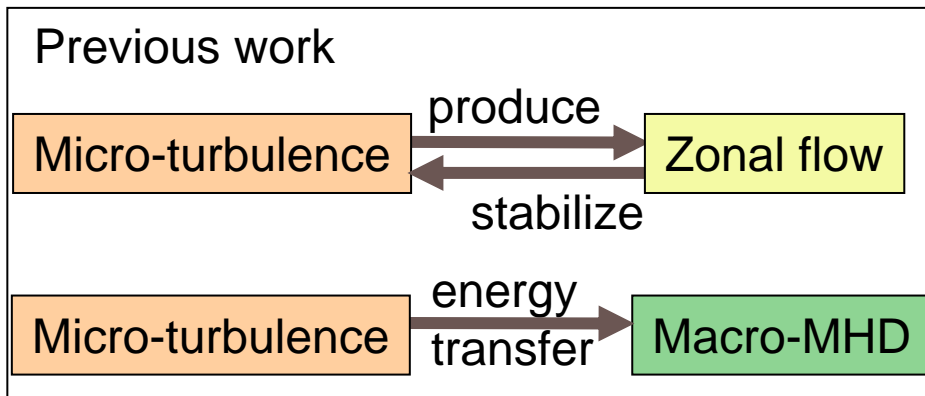 Previous work
produce
Micro-turbulence
Zonal flow
stabilize
energy
Micro-turbulence
transfer
Macro-MHD